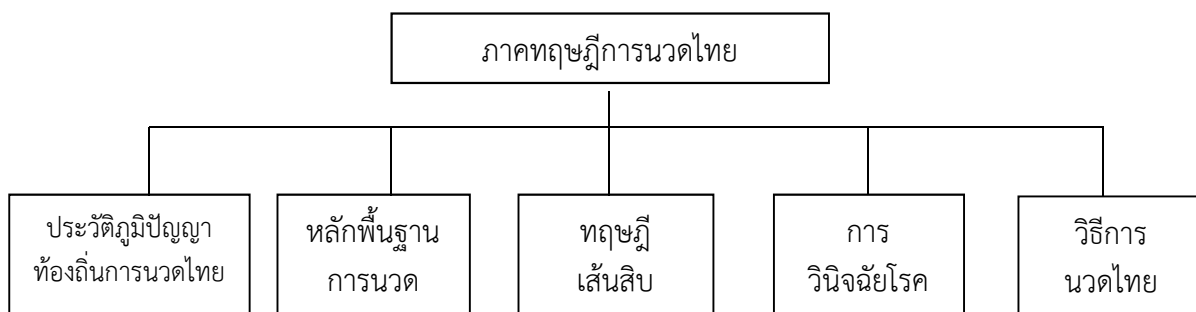 ภาคทฤษฎีการนวดไทย
ประวัติภูมิปัญญา
ท้องถิ่นการนวดไทย
หลักพื้นฐาน
การนวด
ทฤษฎี
เส้นสิบ
การ
วินิจฉัยโรค
วิธีการ
นวดไทย